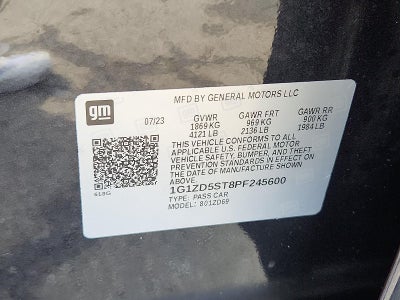 gm
MFD BY GENERAL MOTORS LLC
07/23 GVWR GAWR FRT GAWR RR
1869 KG 969 KG 900 KG
4121 LB 2136 LB 1984 LB
THIS VEHICLE CONFORMS TO ALL
APPLICABLE U.S. FEDERAL MOTOR
VEHICLE SAFETY, BUMPER, AND THEFT
PREVENTION STANDARDS IN EFFECT ON
THE DATE OF MANUFACTURE SHOWN
ABOVE.
618G
1G1ZD5ST8PF245600
TYPE: PASS CAR
MODEL: 801ZD69